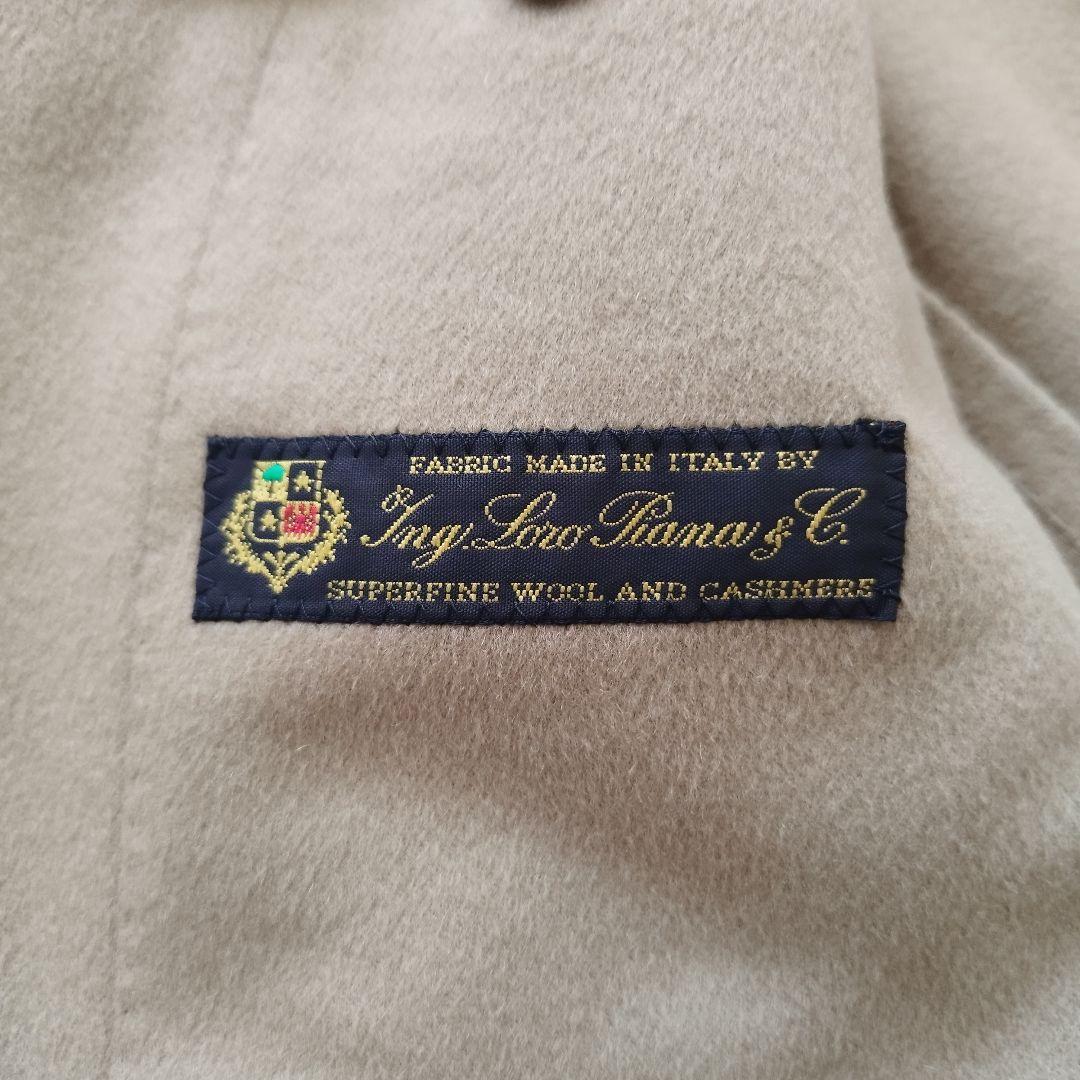 FABRIC MADE IN ITALY BY
Ing. Loro Piana & C.
SUPERFINE WOOL AND CASHMERE